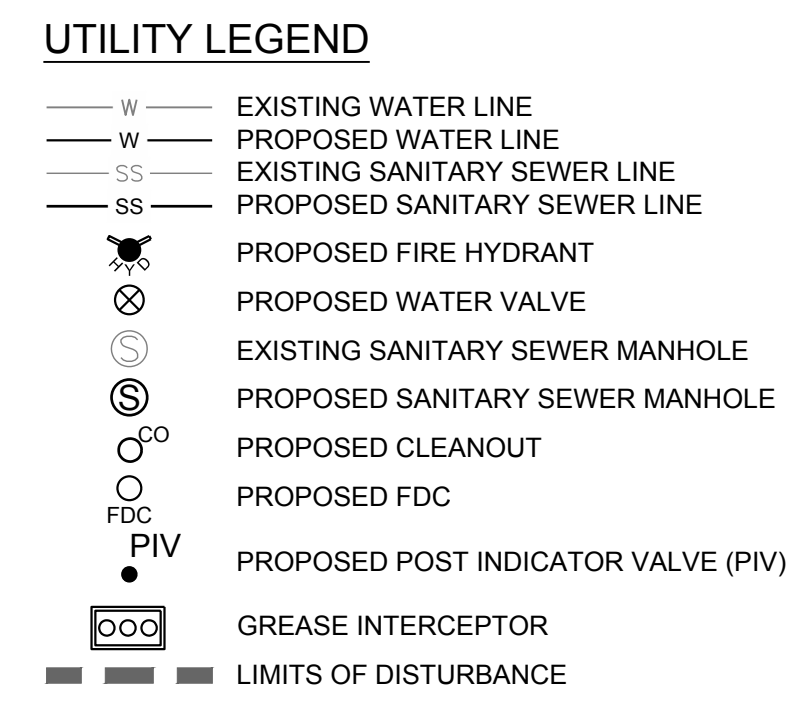 UTILITY LEGEND
W EXISTING WATER LINE
W PROPOSED WATER LINE
SS EXISTING SANITARY SEWER LINE
SS PROPOSED SANITARY SEWER LINE
HYD PROPOSED FIRE HYDRANT
PROPOSED WATER VALVE
S EXISTING SANITARY SEWER MANHOLE
S PROPOSED SANITARY SEWER MANHOLE
CO PROPOSED CLEANOUT
FDC PROPOSED FDC
PIV PROPOSED POST INDICATOR VALVE (PIV)
GREASE INTERCEPTOR
LIMITS OF DISTURBANCE